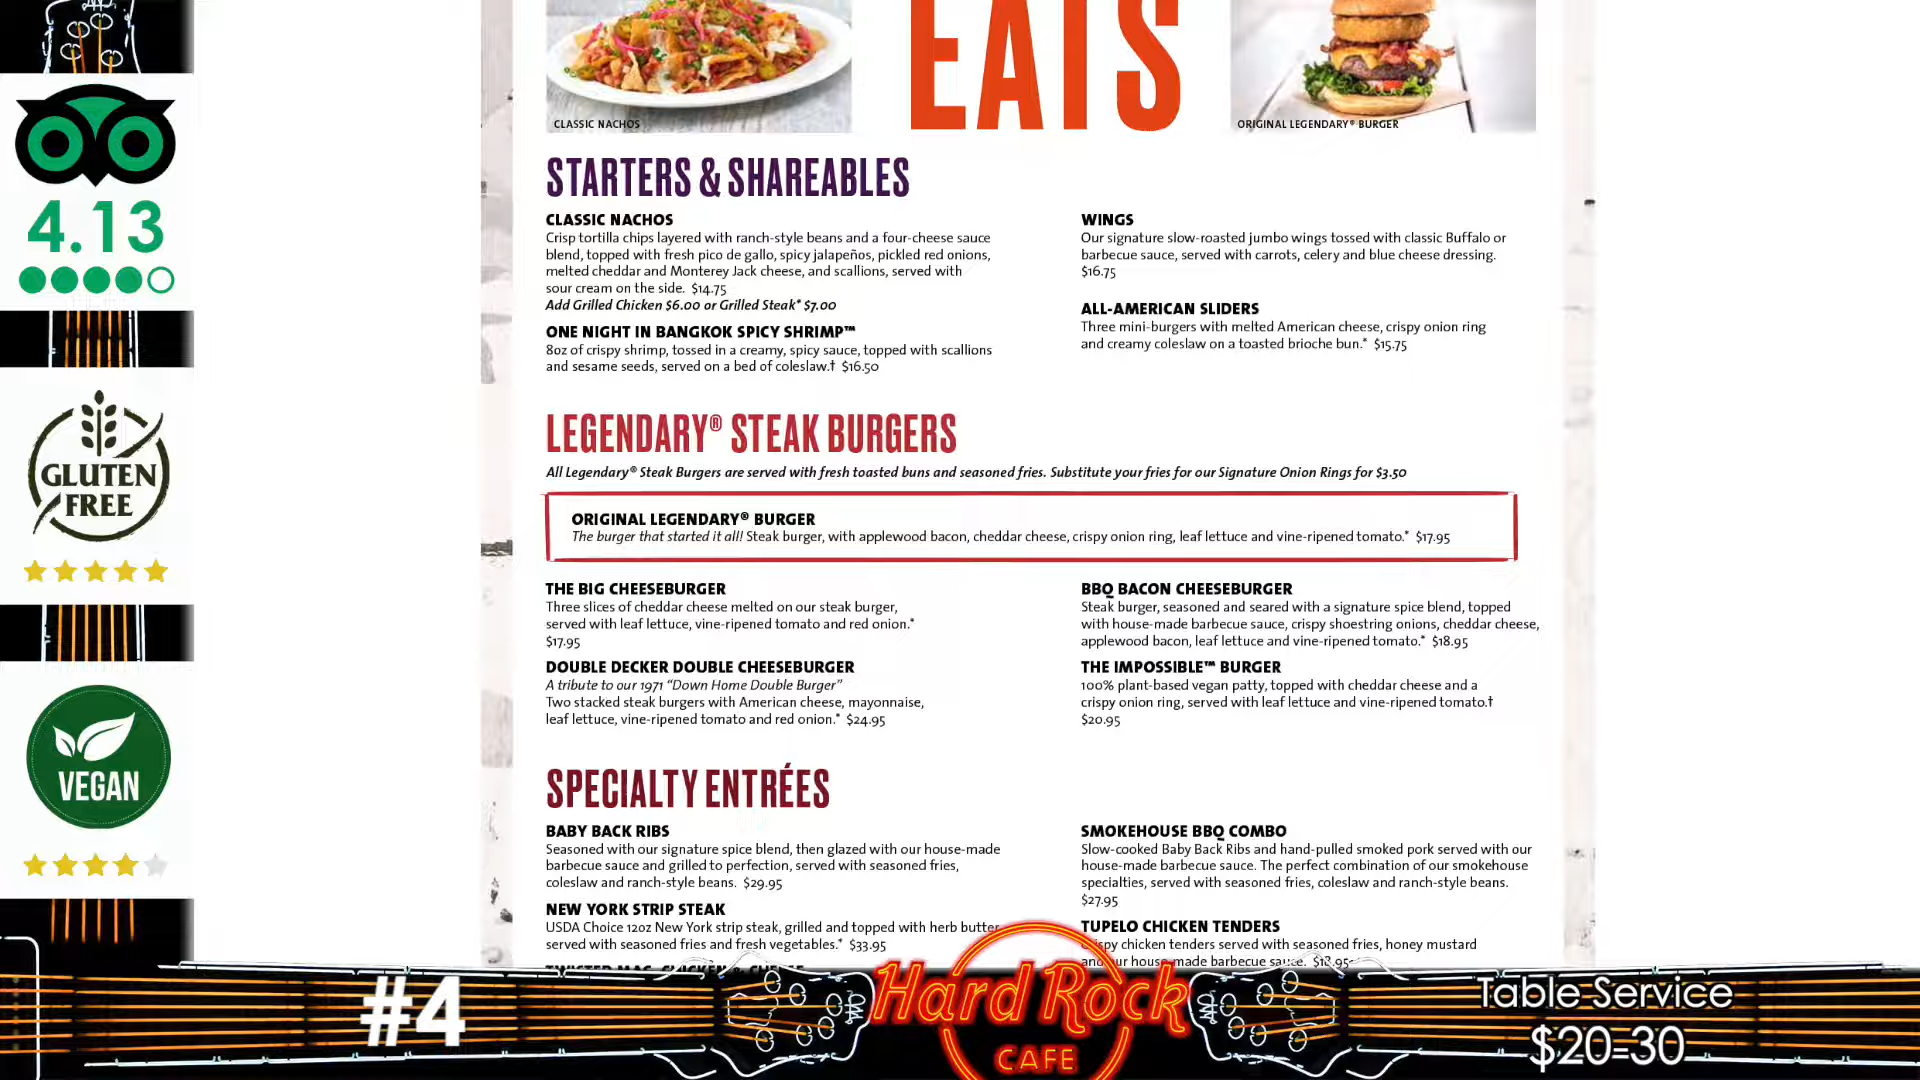 EATS
CLASSIC NACHOS
ORIGINAL LEGENDARY® BURGER
4.13
GLUTEN
FREE
VEGAN
STARTERS & SHAREABLES
CLASSIC NACHOS
Crisp tortilla chips layered with ranch-style beans and a four-cheese sauce
blend, topped with fresh pico de gallo, spicy jalapeños, pickled red onions,
melted cheddar and Monterey Jack cheese, and scallions, served with
sour cream on the side. $14.75
Add Grilled Chicken $6.00 or Grilled Steak* $7.00
ONE NIGHT IN BANGKOK SPICY SHRIMP™
8oz of crispy shrimp, tossed in a creamy, spicy sauce, topped with scallions
and sesame seeds, served on a bed of coleslaw.† $16.50
WINGS
Our signature slow-roasted jumbo wings tossed with classic Buffalo or
barbecue sauce, served with carrots, celery and blue cheese dressing.
$16.75
ALL-AMERICAN SLIDERS
Three mini-burgers with melted American cheese, crispy onion ring
and creamy coleslaw on a toasted brioche bun.* $15.75
LEGENDARY® STEAK BURGERS
All Legendary® Steak Burgers are served with fresh toasted buns and seasoned fries. Substitute your fries for our Signature Onion Rings for $3.50
ORIGINAL LEGENDARY® BURGER
The burger that started it all! Steak burger, with applewood bacon, cheddar cheese, crispy onion ring, leaf lettuce and vine-ripened tomato.* $17.95
THE BIG CHEESEBURGER
Three slices of cheddar cheese melted on our steak burger,
served with leaf lettuce, vine-ripened tomato and red onion.*
$17.95
DOUBLE DECKER DOUBLE CHEESEBURGER
A tribute to our 1971 “Down Home Double Burger”
Two stacked steak burgers with American cheese, mayonnaise,
leaf lettuce, vine-ripened tomato and red onion.* $24.95
BBQ BACON CHEESEBURGER
Steak burger, seasoned and seared with a signature spice blend, topped
with house-made barbecue sauce, crispy shoestring onions, cheddar cheese,
applewood bacon, leaf lettuce and vine-ripened tomato.* $18.95
THE IMPOSSIBLE™ BURGER
100% plant-based vegan patty, topped with cheddar cheese and a
crispy onion ring, served with leaf lettuce and vine-ripened tomato.†
$20.95
SPECIALTY ENTRÉES
BABY BACK RIBS
Seasoned with our signature spice blend, then glazed with our house-made
barbecue sauce and grilled to perfection, served with seasoned fries,
coleslaw and ranch-style beans. $29.95
NEW YORK STRIP STEAK
USDA Choice 12oz New York strip steak, grilled and topped with herb butter,
served with seasoned fries and fresh vegetables.* $33.95
TWISTED MAC, CHICKEN & CHEESE
SMOKEHOUSE BBQ COMBO
Slow-cooked Baby Back Ribs and hand-pulled smoked pork served with our
house-made barbecue sauce. The perfect combination of our smokehouse
specialties, served with seasoned fries, coleslaw and ranch-style beans.
$27.95
TUPELO CHICKEN TENDERS
Crispy chicken tenders served with seasoned fries, honey mustard
and our house-made barbecue sauce. $18.95
#4
Hard Rock
CAFE
Table Service
$20-30